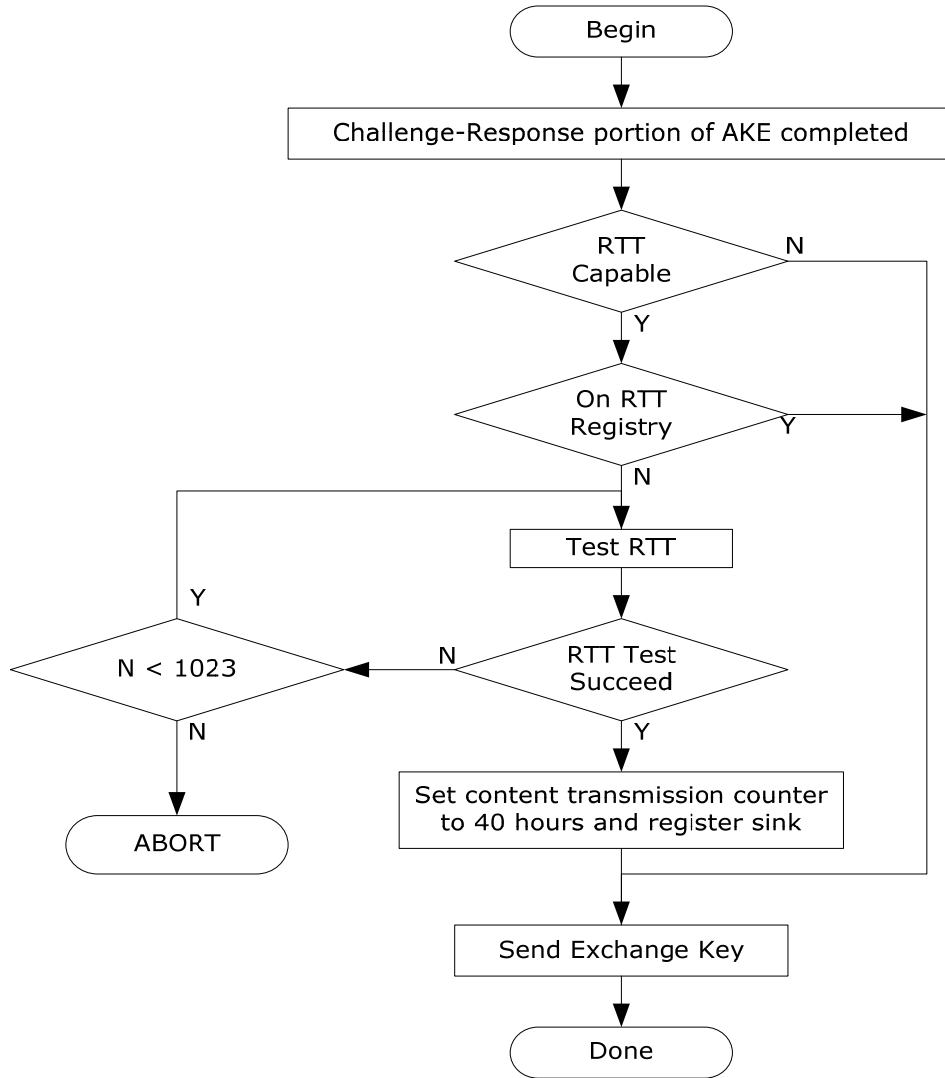 Begin
Challenge-Response portion of AKE completed
RTT
Capable
N
Y
On RTT
Registry
Y
N
Test RTT
Y
N < 1023
N
RTT Test
Succeed
N
Y
Set content transmission counter
to 40 hours and register sink
ABORT
Send Exchange Key
Done